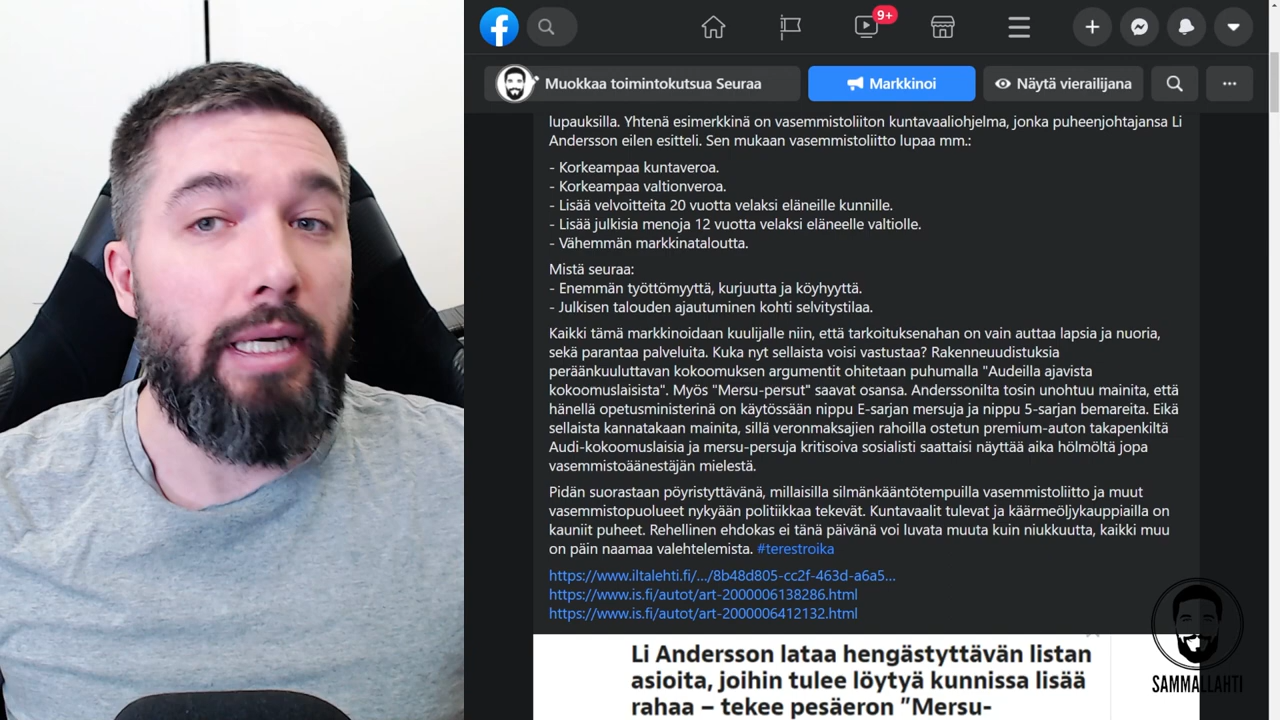 9+
Muokkaa toimintokutsua Seuraa
Markkinoi
Näytä vierailijana
lupauksilla. Yhtenä esimerkkinä on vasemmistoliiton kuntavaaliohjelma, jonka puheenjohtajansa Li
Andersson eilen esitteli. Sen mukaan vasemmistoliitto lupaa mm.:
- Korkeampaa kuntaveroa.
- Korkeampaa valtionveroa.
- Lisää velvoitteita 20 vuotta velaksi eläneille kunnille.
- Lisää julkisia menoja 12 vuotta velaksi eläneelle valtiolle.
- Vähemmän markkinataloutta.
Mistä seuraa:
- Enemmän työttömyyttä, kurjuutta ja köyhyyttä.
- Julkisen talouden ajautuminen kohti selvitystilaa.
Kaikki tämä markkinoidaan kuulijalle niin, että tarkoituksenahan on vain auttaa lapsia ja nuoria,
sekä parantaa palveluita. Kuka nyt sellaista voisi vastustaa? Rakenneuudistuksia
peräänkuuluttavan kokoomuksen argumentit ohitetaan puhumalla "Audeilla ajavista
kokoomuslaisista". Myös "Mersu-persut" saavat osansa. Anderssonilta tosin unohtuu mainita, että
hänellä opetusministerinä on käytössään nippu E-sarjan mersuja ja nippu 5-sarjan bemareita. Eikä
sellaista kannatakaan mainita, sillä veronmaksajien rahoilla ostetun premium-auton takapenkiltä
Audi-kokoomuslaisia ja mersu-persuja kritisoiva sosialisti saattaisi näyttää aika hölmöltä jopa
vasemmistoäänestäjän mielestä.
Pidän suorastaan pöyristyttävänä, millaisilla silmänkääntötempuilla vasemmistoliitto ja muut
vasemmistopuolueet nykyään politiikkaa tekevät. Kuntavaalit tulevat ja käärmeöljykauppiailla on
kauniit puheet. Rehellinen ehdokas ei tänä päivänä voi luvata muuta kuin niukkuutta, kaikki muu
on päin naamaa valehtelemista. #terestroika
https://www.iltalehti.fi/.../8b48d805-cc2f-463d-a6a5...
https://www.is.fi/autot/art-2000006138286.html
https://www.is.fi/autot/art-2000006412132.html
Li Andersson lataa hengästyttävän listan
asioita, joihin tulee löytyä kunnissa lisää
rahaa – tekee pesäeron ”Mersu-
SAMMALLAHTI